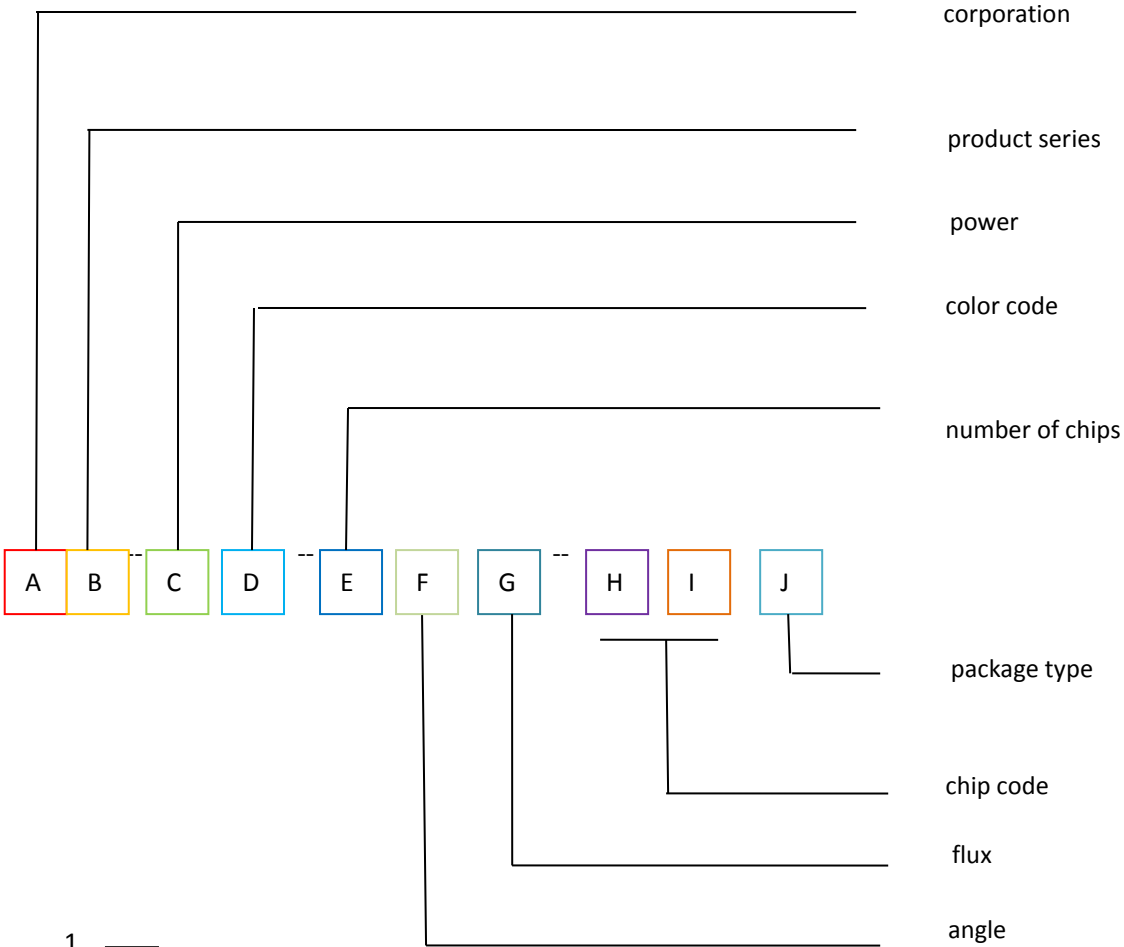 corporation
product series
power
color code
number of chips
A B -- C D -- E F G -- H I J
package type
chip code
flux
angle
1